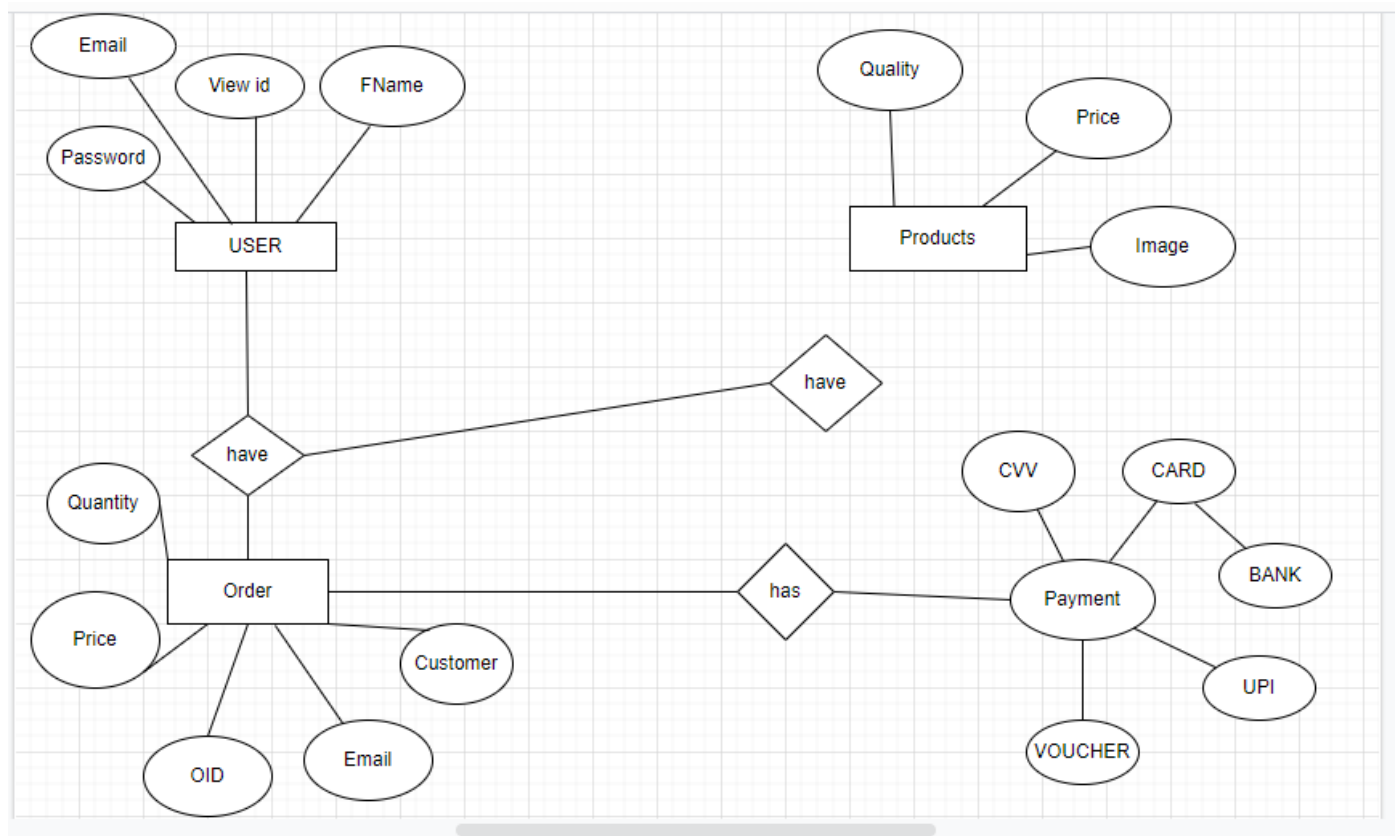 Email
View id
FName
Password
USER
Quality
Price
Products
Image
have
have
Quantity
Order
Price
Customer
OID
Email
has
CVV
CARD
BANK
Payment
UPI
VOUCHER